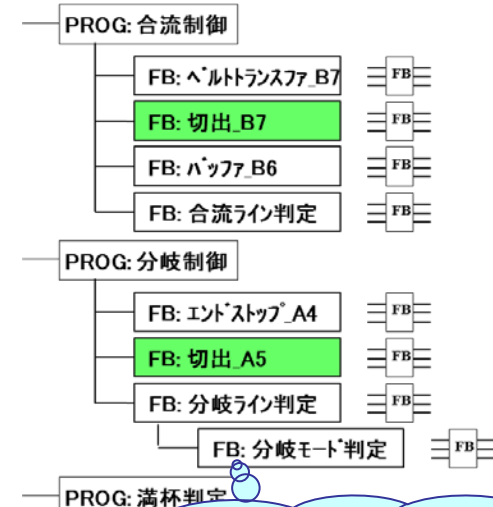 PROG: 合流制御
FB: ﾍﾞﾙﾄﾄﾗﾝｽﾌｧ_B7 FB
FB: 切出_B7 FB
FB: ﾊﾞｯﾌｧ_B6 FB
FB: 合流ライン判定 FB
PROG: 分岐制御
FB: ｴﾝﾄﾞｽﾄｯﾌﾟ_A4 FB
FB: 切出_A5 FB
FB: 分岐ライン判定 FB
FB: 分岐ﾓｰﾄﾞ判定 FB
PROG: 満杯判定